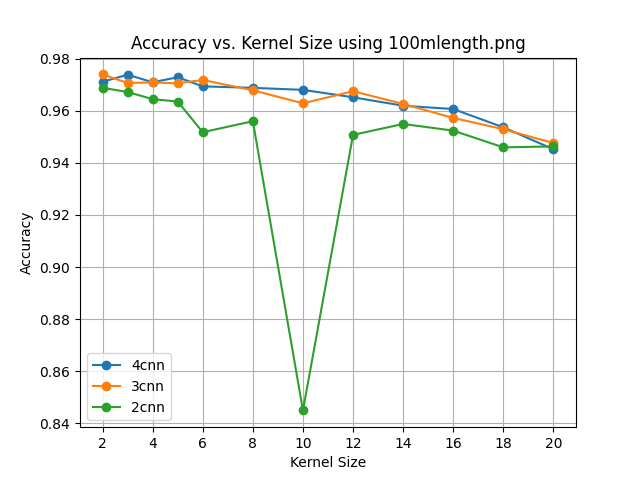 Accuracy vs. Kernel Size using 100mlength.png
0.98
0.96
0.94
0.92
0.90
0.88
0.86
0.84
Accuracy
4cnn
3cnn
2cnn
2 4 6 8 10 12 14 16 18 20
Kernel Size